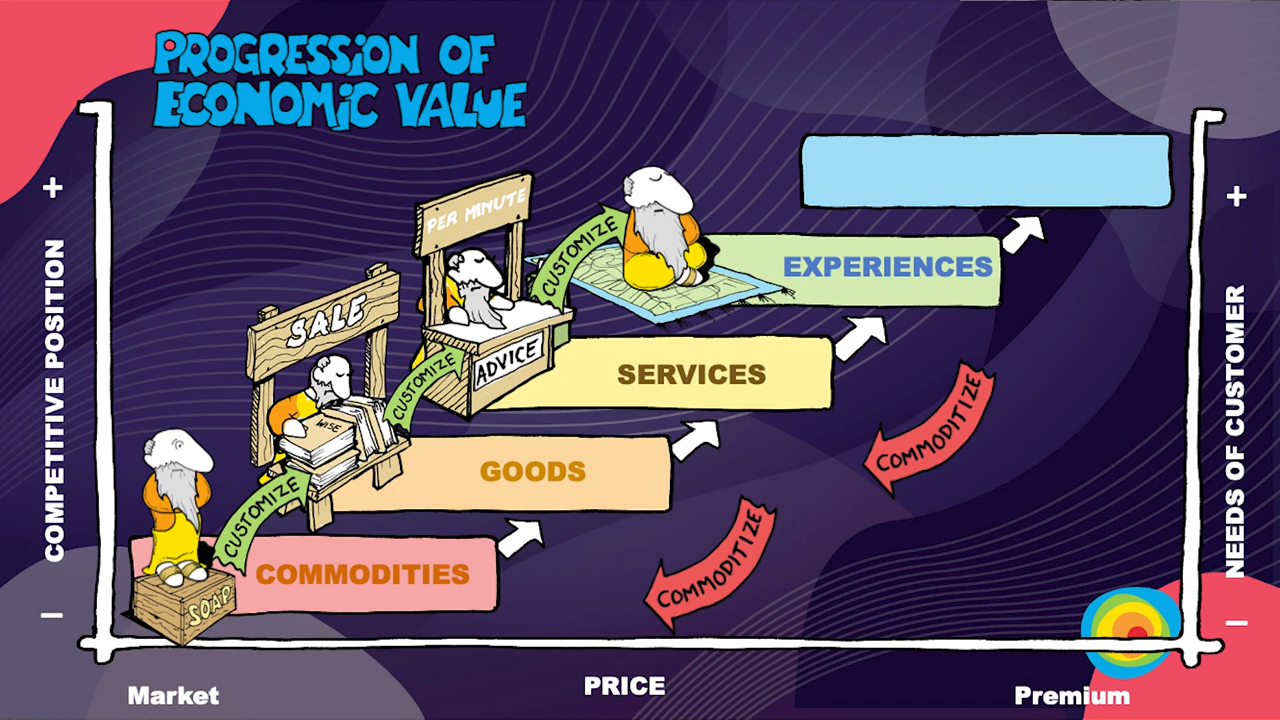 PROGRESSION OF
ECONOMIC VALUE
+
COMPETITIVE POSITION
–
PER MINUTE
CUSTOMIZE
EXPERIENCES
SALE
ADVICE
CUSTOMIZE
SERVICES
WISE
GOODS
CUSTOMIZE
COMMODITIES
SOAP
COMMODITIZE
COMMODITIZE
+
NEEDS OF CUSTOMER
–
Market
PRICE
Premium